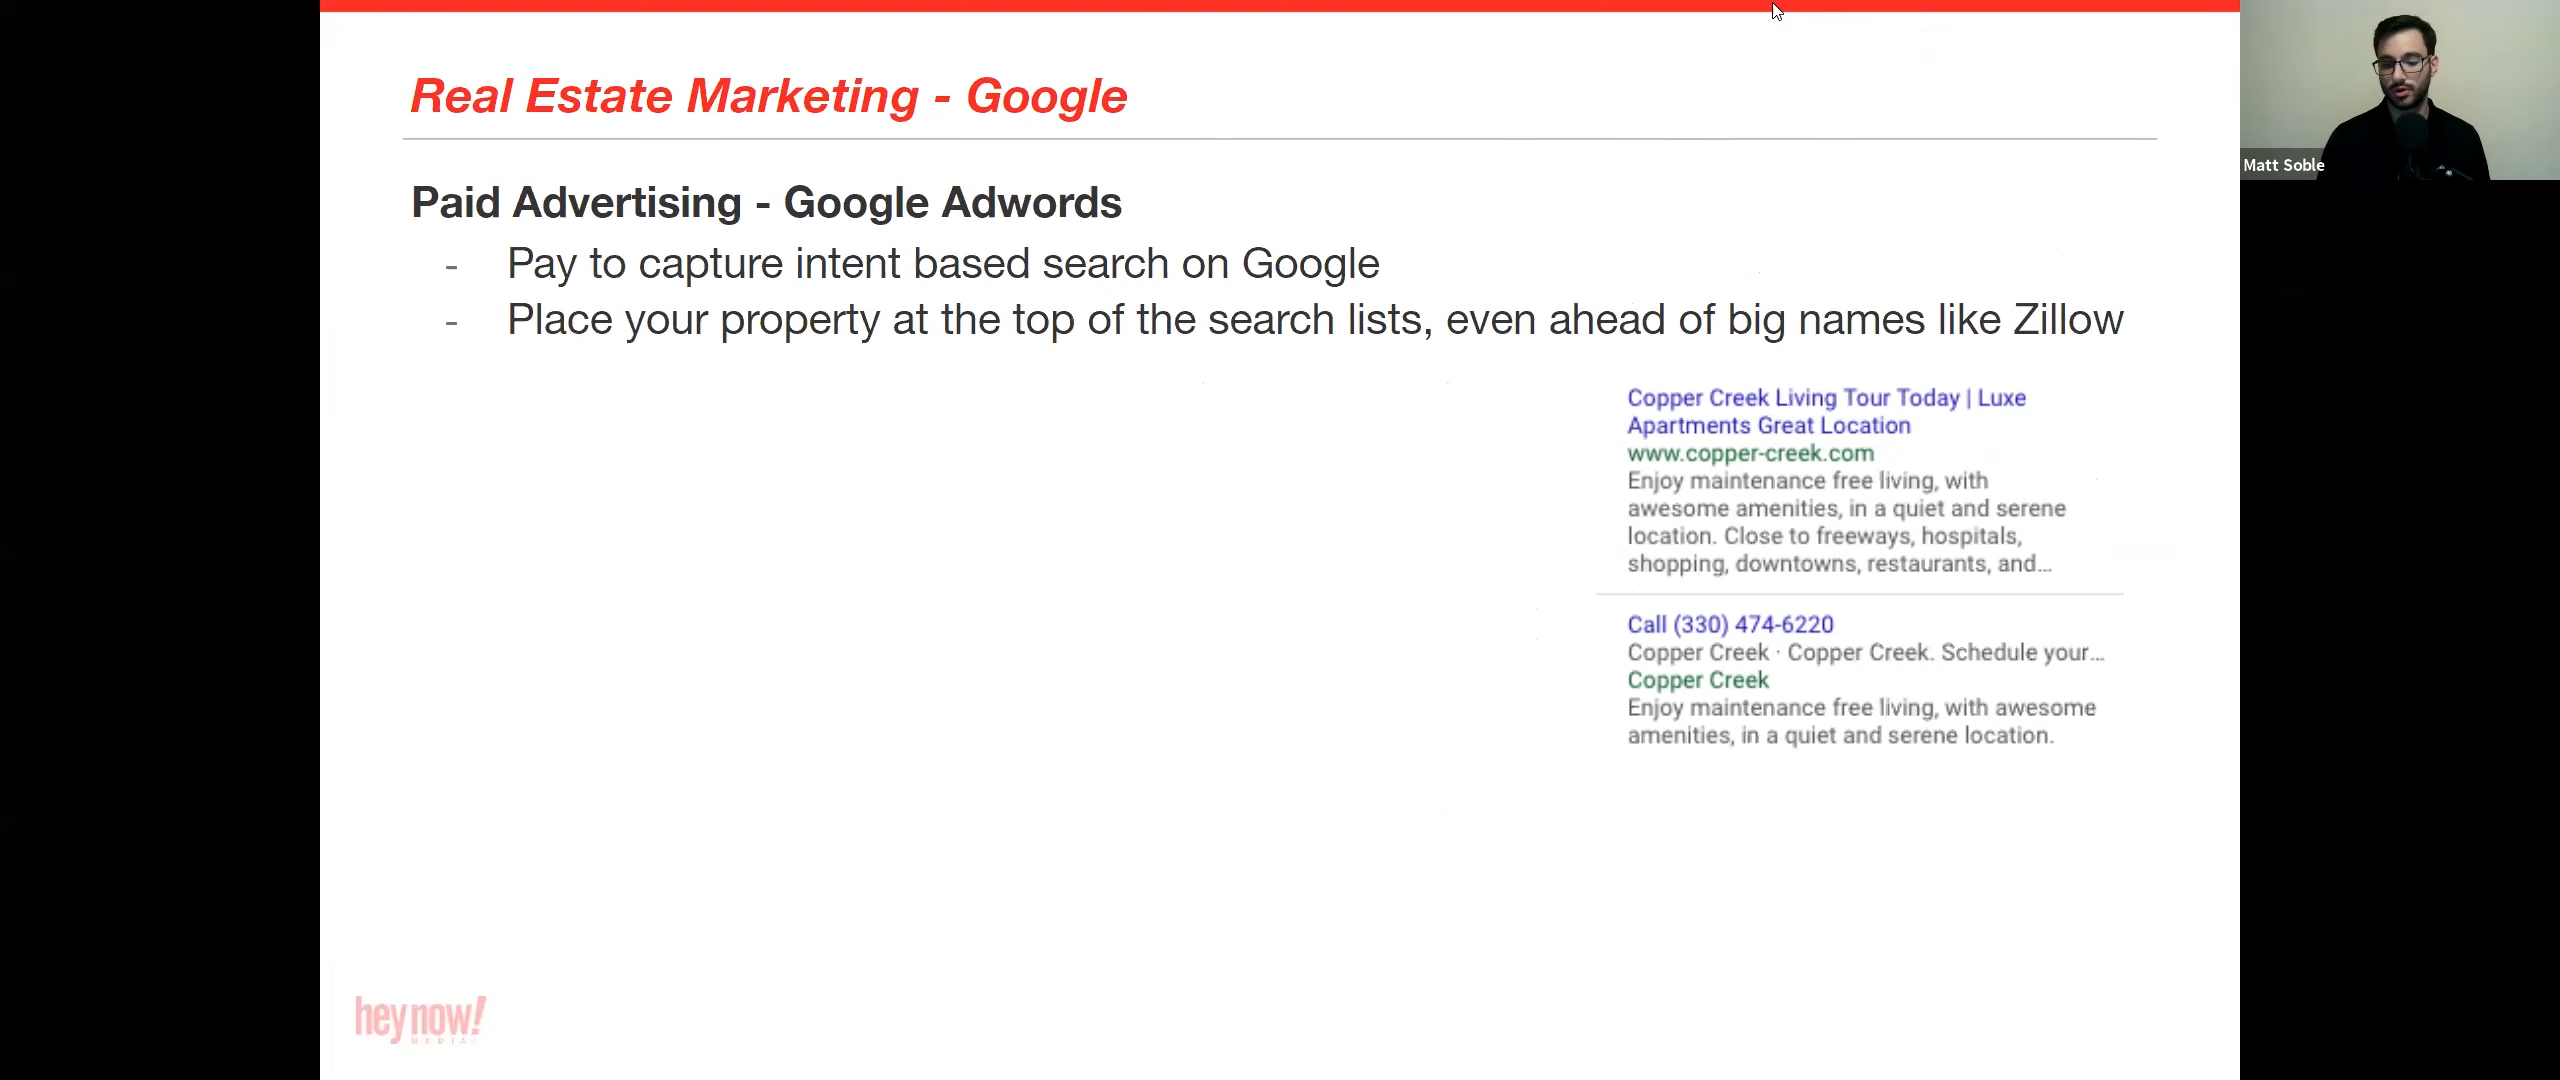 Real Estate Marketing - Google
Paid Advertising - Google Adwords
- Pay to capture intent based search on Google
- Place your property at the top of the search lists, even ahead of big names like Zillow
Copper Creek Living Tour Today | Luxe
Apartments Great Location
www.copper-creek.com
Enjoy maintenance free living, with
awesome amenities, in a quiet and serene
location. Close to freeways, hospitals,
shopping, downtowns, restaurants, and...
Call (330) 474-6220
Copper Creek · Copper Creek. Schedule your...
Copper Creek
Enjoy maintenance free living, with awesome
amenities, in a quiet and serene location.
hey now!
MEDIA
Matt Soble